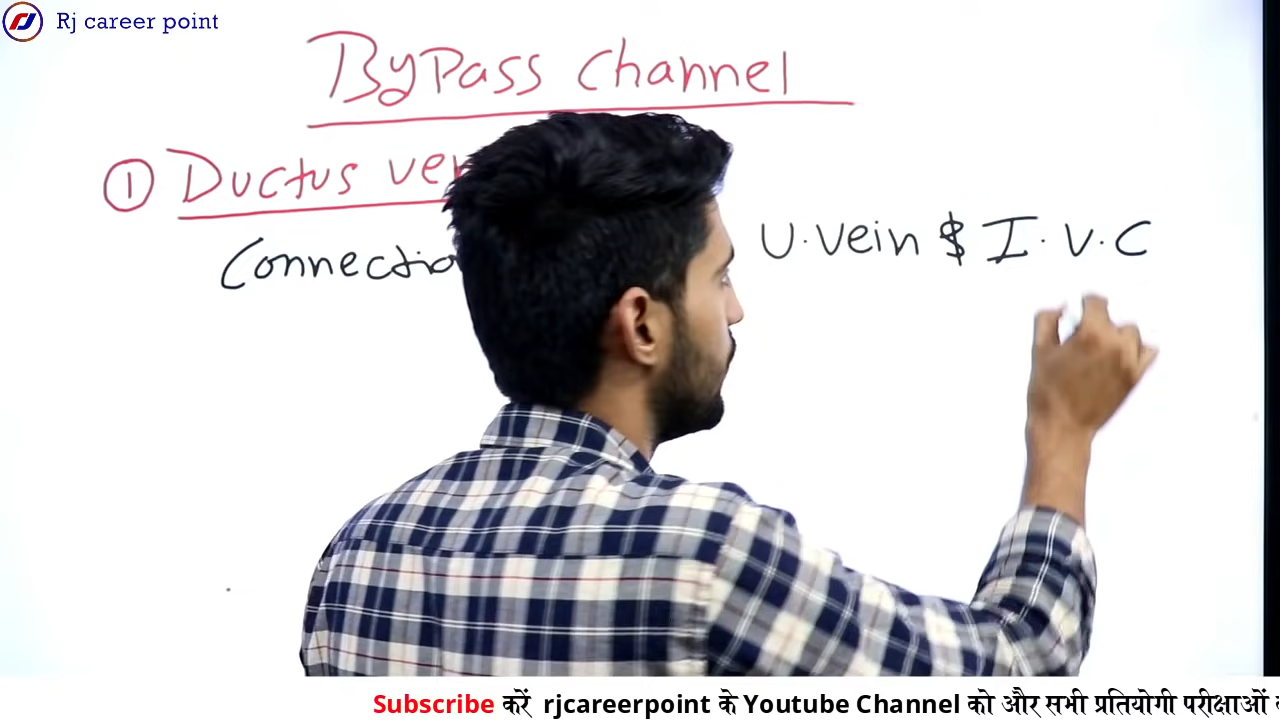 Rj career point
Bypass channel
① Ductus ve
Connectio U.vein $ I.V.C
Subscribe करें rjcareerpoint के Youtube Channel को और सभी प्रतियोगी परीक्षाओं